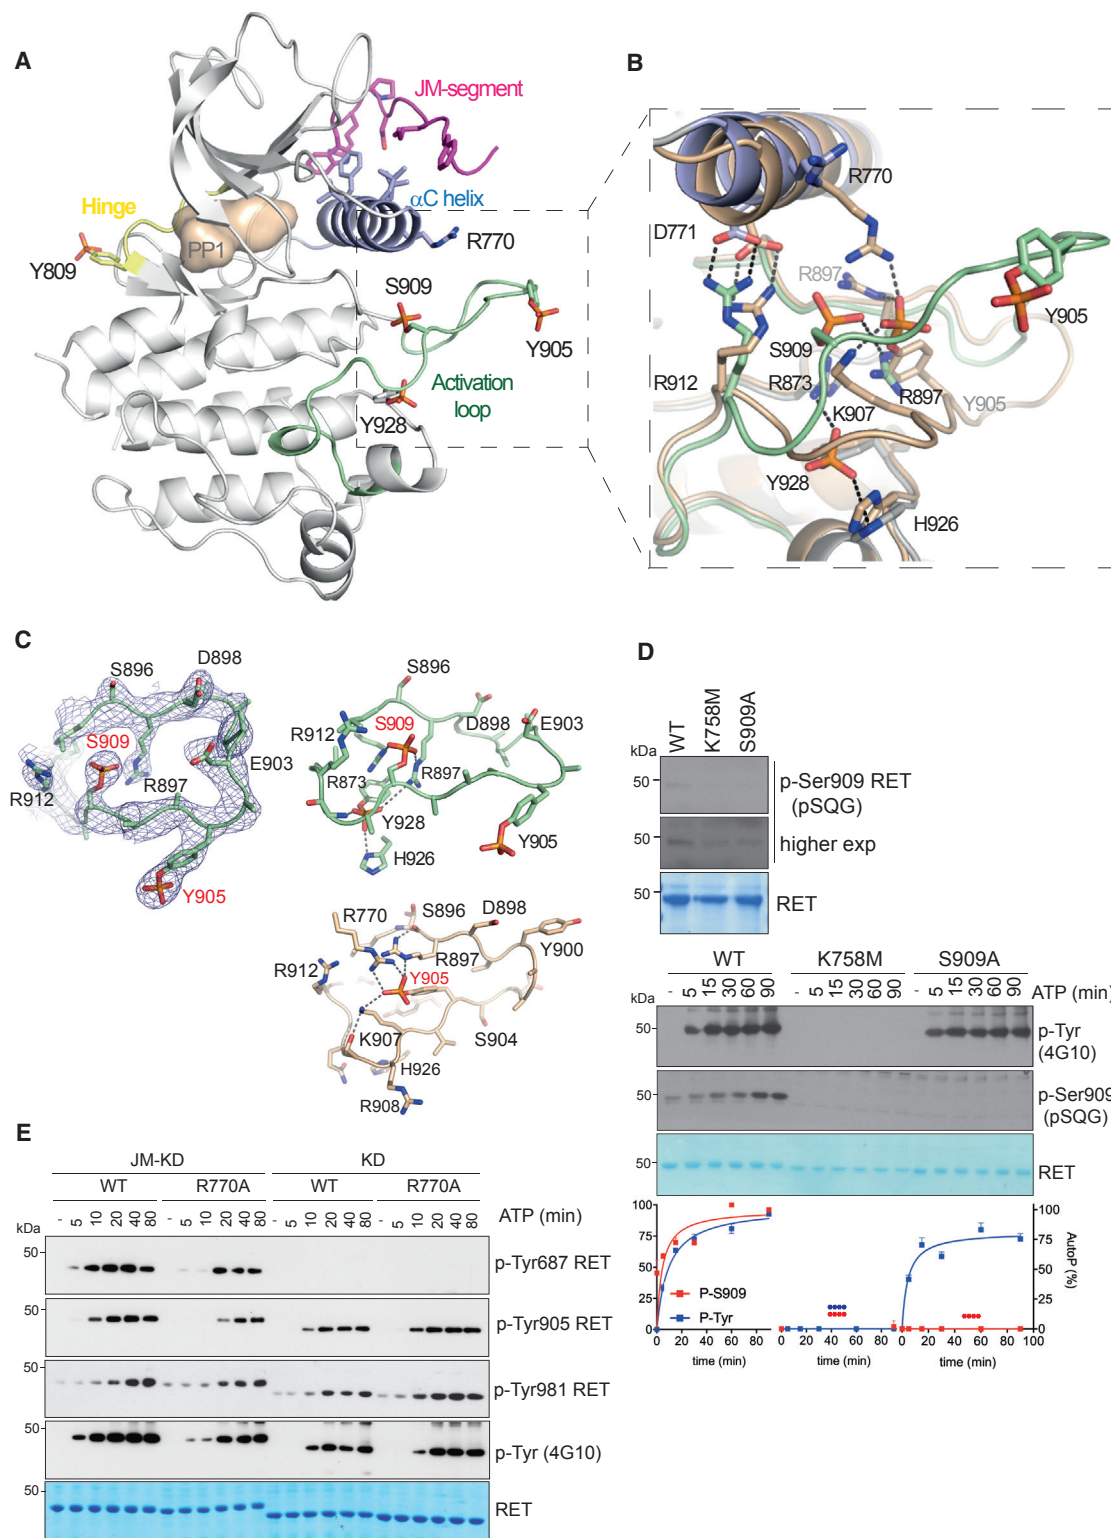 A
JM-segment
Hinge
αC helix
PP1
R770
Y809
S909
Y905
Activation
loop
Y928
B
R770
D771
R897
Y905
S909
R912
R873
R897
K907
Y905
Y928
H926
C
S896
D898
S909
E903
R897
R912
Y905
S896
S909
D898
E903
R912
R873
R897
Y928
Y905
H926
R770
S896
D898
Y900
R897
R912
Y905
K907
S904
H926
R908
D
WT
K758M
S909A
kDa
50
p-Ser909 RET
(pSQG)
50
higher exp
50
RET
WT K758M S909A
- 5 15 30 60 90 - 5 15 30 60 90 - 5 15 30 60 90 ATP (min)
kDa
50
p-Tyr
(4G10)
50
p-Ser909
(pSQG)
50
RET
100
75
50
25
0
P-S909
P-Tyr
0 20 40 60 80
time (min)
0 20 40 60 80
time (min)
0 20 40 60 80 100
time (min)
100
75
50
25
0
AutoP (%)
E
JM-KD KD
WT R770A WT R770A
- 5 10 20 40 80 - 5 10 20 40 80 - 5 10 20 40 80 - 5 10 20 40 80 ATP (min)
kDa
50
p-Tyr687 RET
50
p-Tyr905 RET
50
p-Tyr981 RET
50
p-Tyr (4G10)
50
RET